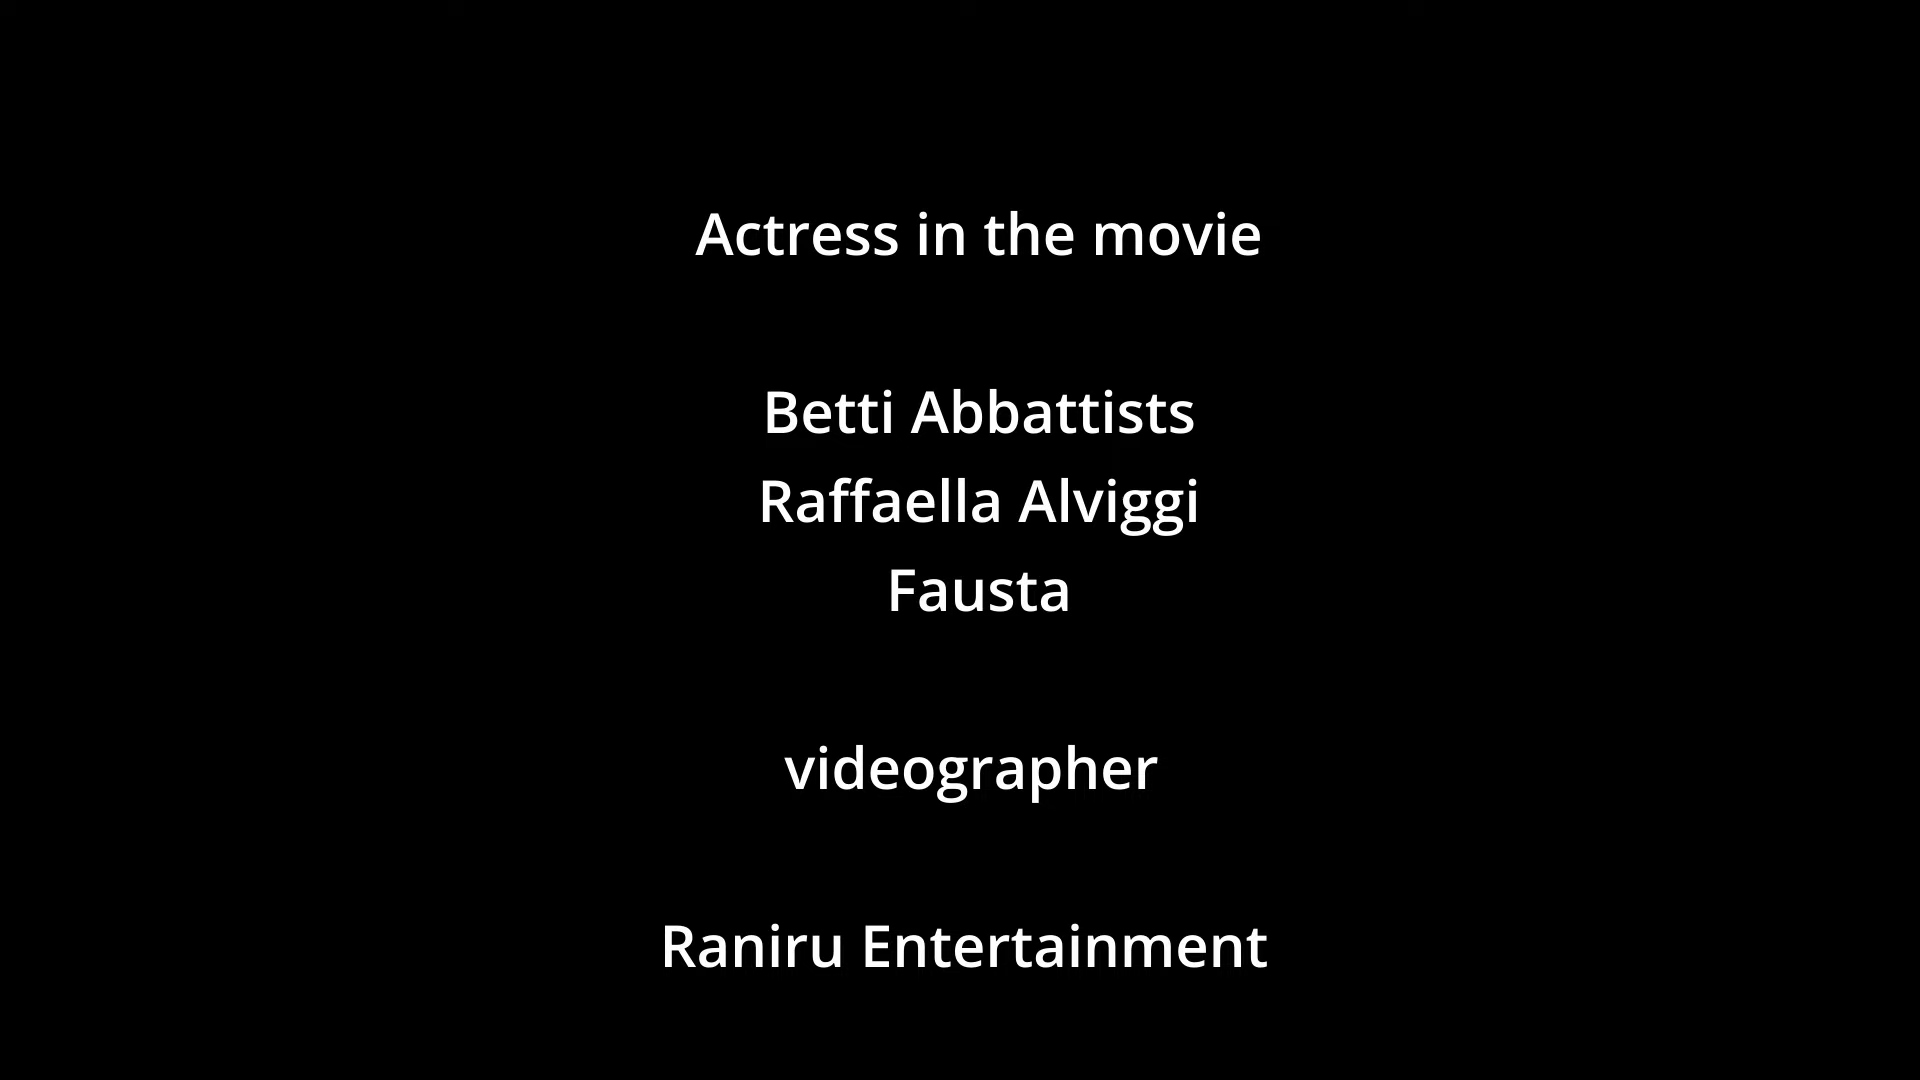 Actress in the movie
Betti Abbattists
Raffaella Alviggi
Fausta
videographer
Raniru Entertainment